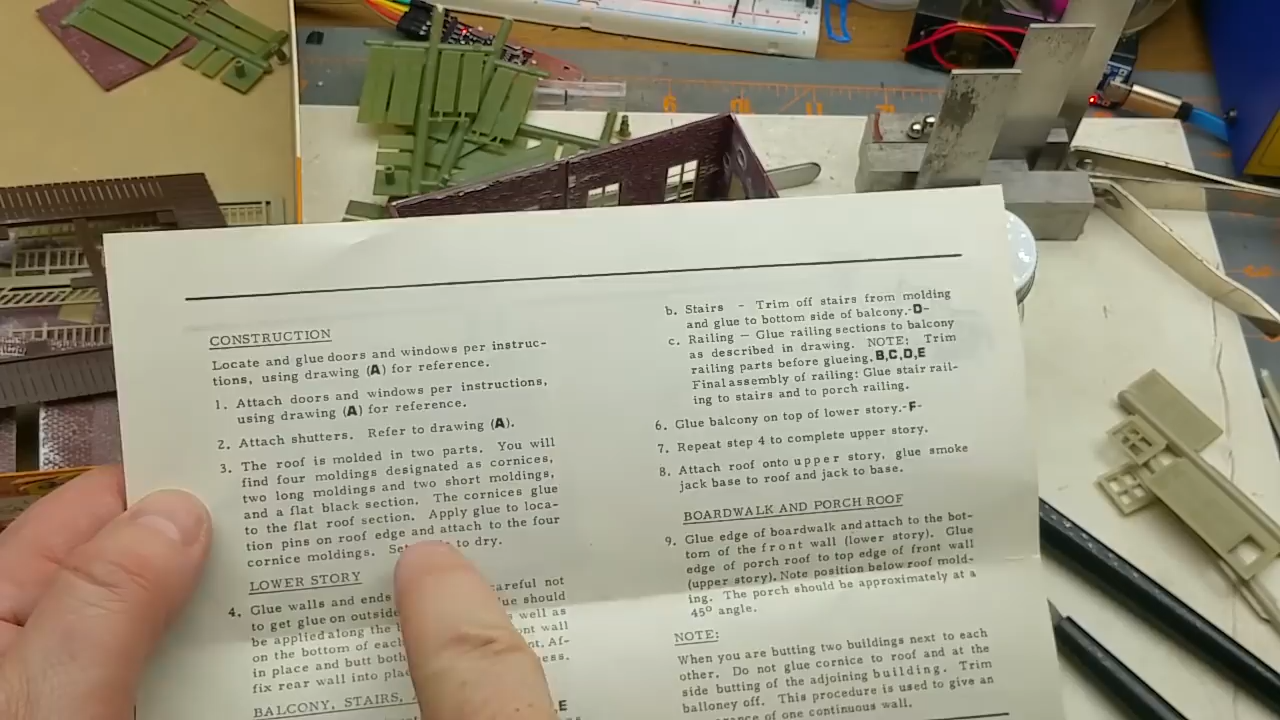 CONSTRUCTION
Locate and glue doors and windows per instruc-
tions, using drawing (A) for reference.
1. Attach doors and windows per instructions,
using drawing (A) for reference.
2. Attach shutters. Refer to drawing (A).
3. The roof is molded in two parts. You will
find four moldings designated as cornices,
two long moldings and two short moldings,
and a flat black section. The cornices glue
to the flat roof section. Apply glue to loca-
tion pins on roof edge and attach to the four
cornice moldings. to dry.
LOWER STORY
4. Glue walls and ends careful not
to get glue on outside should
be applied along the well as
on the bottom of each wall
in place and butt both Af-
fix rear wall into
BALCONY, STAIRS,
E
b. Stairs - Trim off stairs from molding
and glue to bottom side of balcony.-D-
c. Railing — Glue railing sections to balcony
as described in drawing. NOTE: Trim
railing parts before glueing. B,C,D,E
Final assembly of railing: Glue stair rail-
ing to stairs and to porch railing.
6. Glue balcony on top of lower story.-F-
7. Repeat step 4 to complete upper story.
8. Attach roof onto upper story, glue smoke
jack base to roof and jack to base.
BOARDWALK AND PORCH ROOF
9. Glue edge of boardwalk and attach to the bot-
tom of the front wall (lower story). Glue
edge of porch roof to top edge of front wall
(upper story). Note position below roof mold-
ing. The porch should be approximately at a
45° angle.
NOTE:
When you are butting two buildings next to each
other. Do not glue cornice to roof and at the
side butting of the adjoining building. Trim
balloney off. This procedure is used to give an
of one continuous wall.